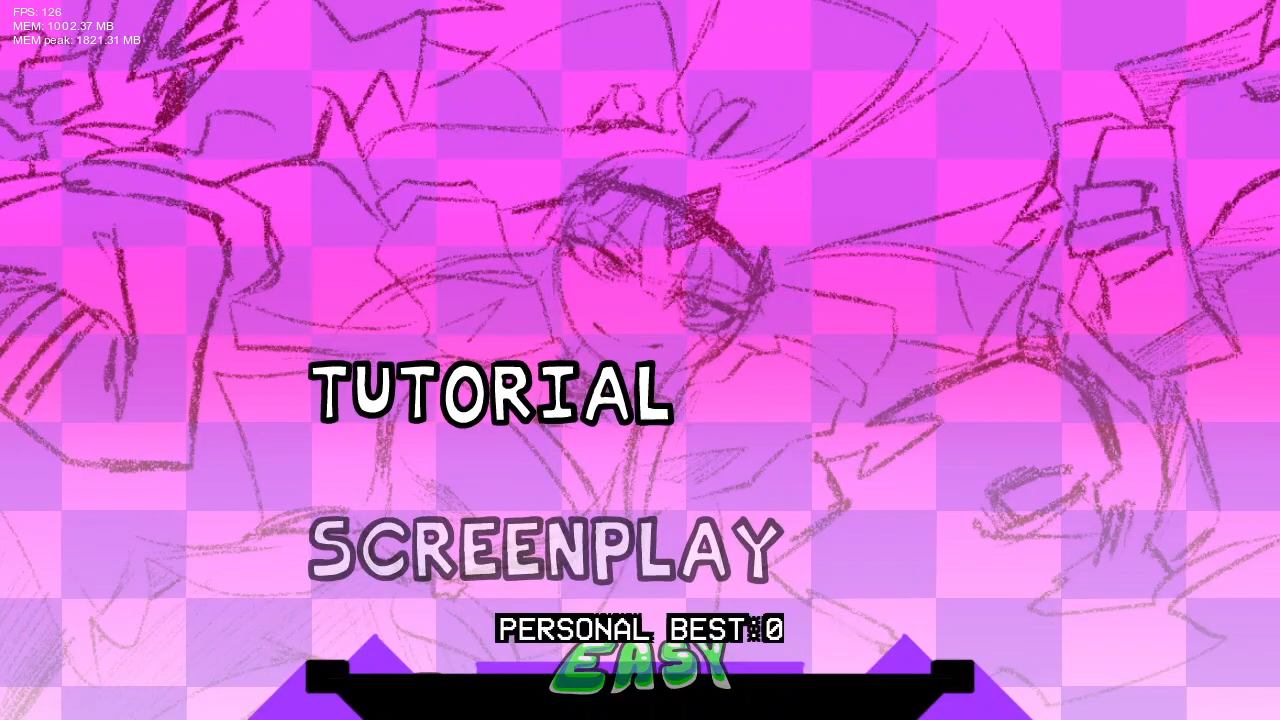 FPS: 126
MEM: 1002.37 MB
MEM peak: 1821.31 MB
TUTORIAL
SCREENPLAY
PERSONAL BEST:0
EASY